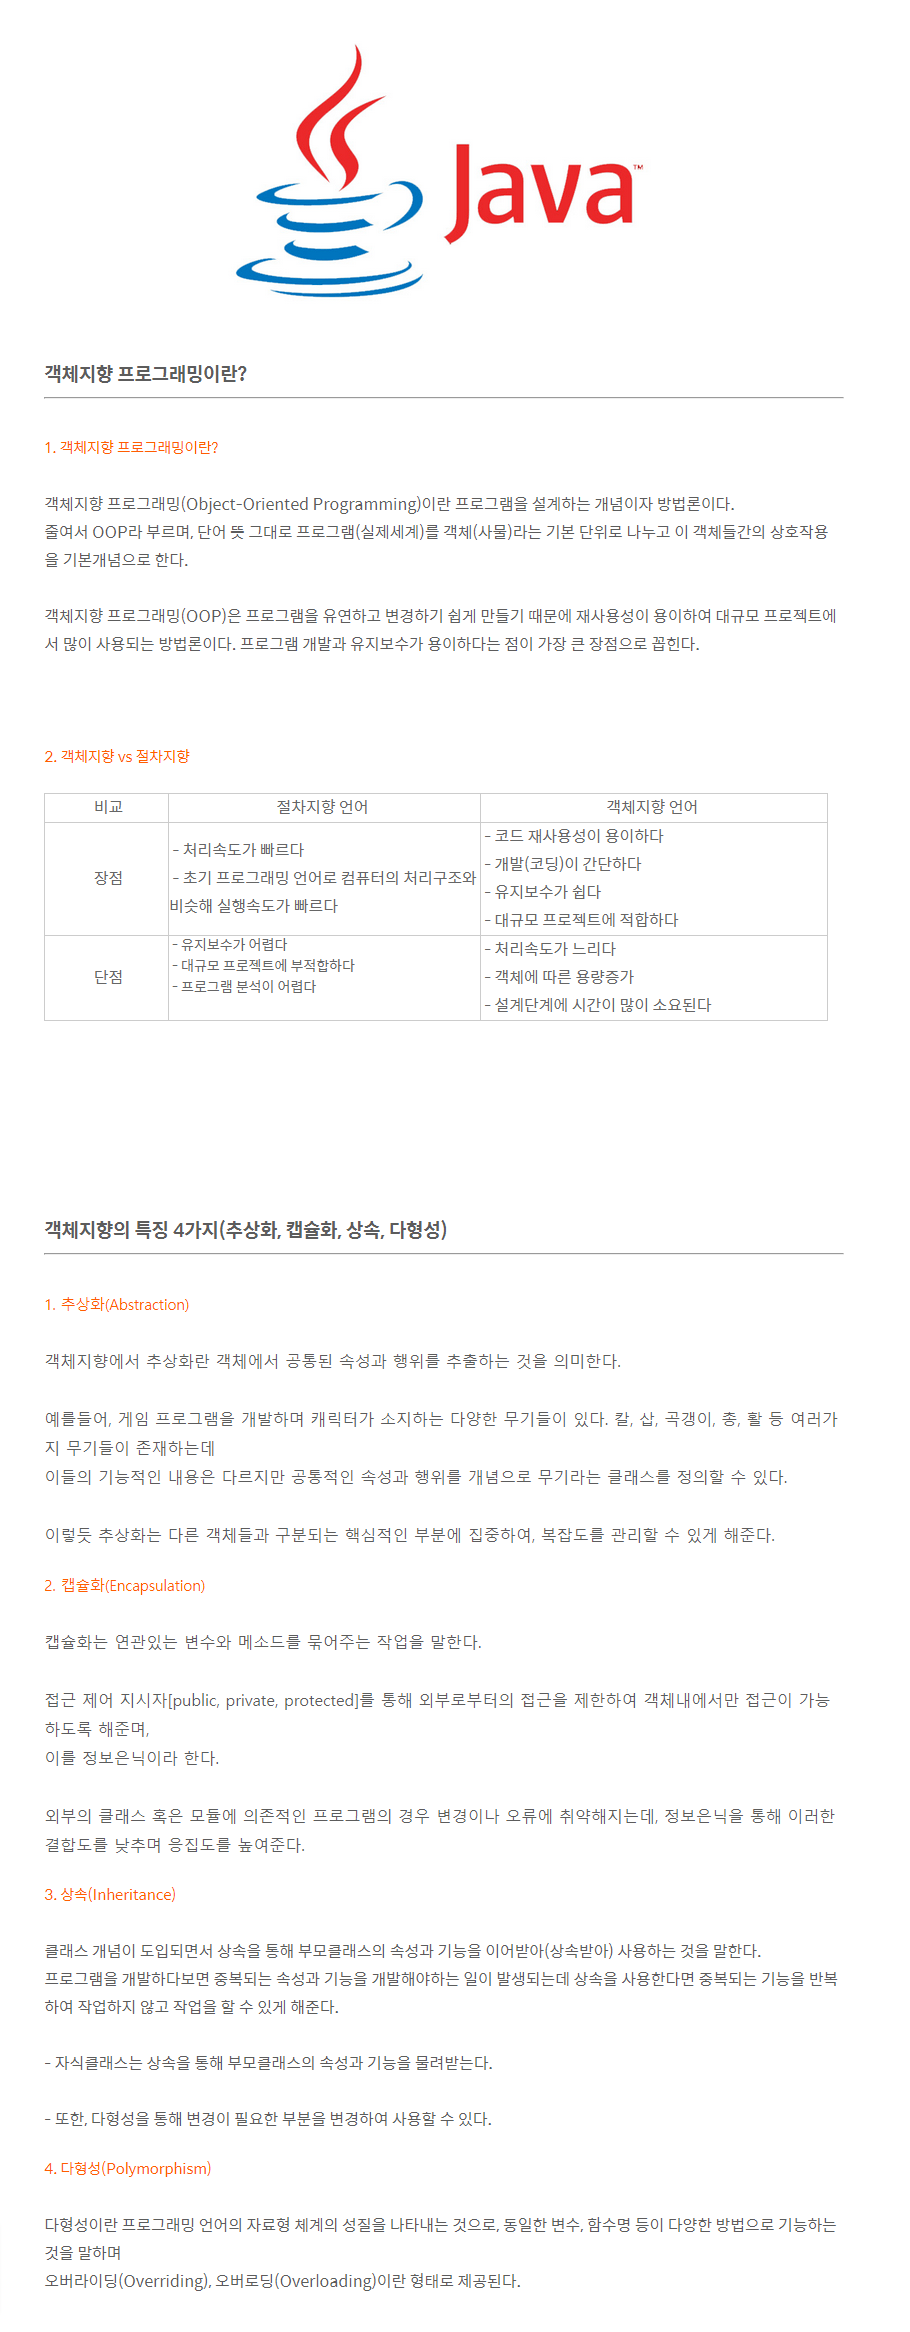 Java™
객체지향 프로그래밍이란?
1. 객체지향 프로그래밍이란?
객체지향 프로그래밍(Object-Oriented Programming)이란 프로그램을 설계하는 개념이자 방법론이다.
줄여서 OOP라 부르며, 단어 뜻 그대로 프로그램(실제세계)를 객체(사물)라는 기본 단위로 나누고 이 객체들간의 상호작용
을 기본개념으로 한다.
객체지향 프로그래밍(OOP)은 프로그램을 유연하고 변경하기 쉽게 만들기 때문에 재사용성이 용이하여 대규모 프로젝트에
서 많이 사용되는 방법론이다. 프로그램 개발과 유지보수가 용이하다는 점이 가장 큰 장점으로 꼽힌다.
2. 객체지향 vs 절차지향
비교 절차지향 언어 객체지향 언어
장점
- 처리속도가 빠르다
- 초기 프로그래밍 언어로 컴퓨터의 처리구조와
비슷해 실행속도가 빠르다
- 코드 재사용성이 용이하다
- 개발(코딩)이 간단하다
- 유지보수가 쉽다
- 대규모 프로젝트에 적합하다
단점
- 유지보수가 어렵다
- 대규모 프로젝트에 부적합하다
- 프로그램 분석이 어렵다
- 처리속도가 느리다
- 객체에 따른 용량증가
- 설계단계에 시간이 많이 소요된다
객체지향의 특징 4가지(추상화, 캡슐화, 상속, 다형성)
1. 추상화(Abstraction)
객체지향에서 추상화란 객체에서 공통된 속성과 행위를 추출하는 것을 의미한다.
예를들어, 게임 프로그램을 개발하며 캐릭터가 소지하는 다양한 무기들이 있다. 칼, 삽, 곡갱이, 총, 활 등 여러가
지 무기들이 존재하는데
이들의 기능적인 내용은 다르지만 공통적인 속성과 행위를 개념으로 무기라는 클래스를 정의할 수 있다.
이렇듯 추상화는 다른 객체들과 구분되는 핵심적인 부분에 집중하여, 복잡도를 관리할 수 있게 해준다.
2. 캡슐화(Encapsulation)
캡슐화는 연관있는 변수와 메소드를 묶어주는 작업을 말한다.
접근 제어 지시자[public, private, protected]를 통해 외부로부터의 접근을 제한하여 객체내에서만 접근이 가능
하도록 해준며,
이를 정보은닉이라 한다.
외부의 클래스 혹은 모듈에 의존적인 프로그램의 경우 변경이나 오류에 취약해지는데, 정보은닉을 통해 이러한
결합도를 낮추며 응집도를 높여준다.
3. 상속(Inheritance)
클래스 개념이 도입되면서 상속을 통해 부모클래스의 속성과 기능을 이어받아(상속받아) 사용하는 것을 말한다.
프로그램을 개발하다보면 중복되는 속성과 기능을 개발해야하는 일이 발생되는데 상속을 사용한다면 중복되는 기능을 반복
하여 작업하지 않고 작업을 할 수 있게 해준다.
- 자식클래스는 상속을 통해 부모클래스의 속성과 기능을 물려받는다.
- 또한, 다형성을 통해 변경이 필요한 부분을 변경하여 사용할 수 있다.
4. 다형성(Polymorphism)
다형성이란 프로그래밍 언어의 자료형 체계의 성질을 나타내는 것으로, 동일한 변수, 함수명 등이 다양한 방법으로 기능하는
것을 말하며
오버라이딩(Overriding), 오버로딩(Overloading)이란 형태로 제공된다.